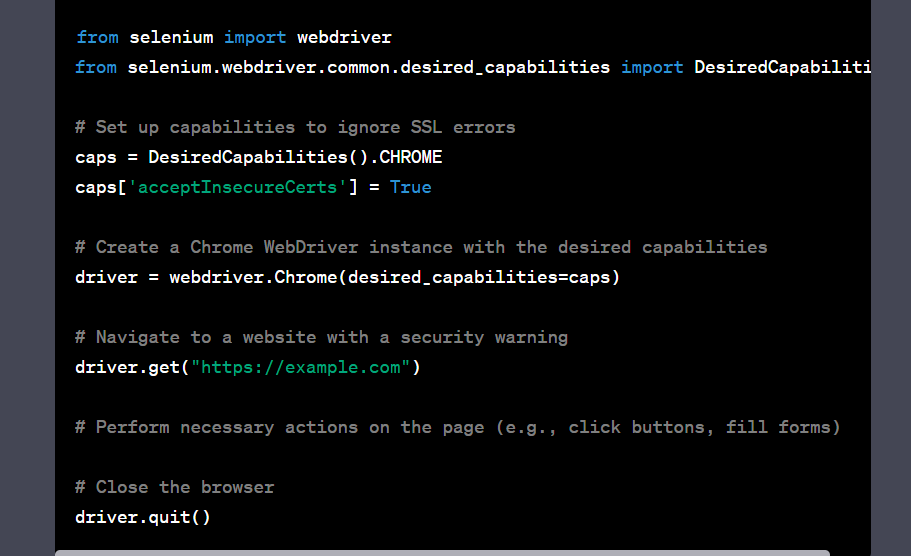 from selenium import webdriver
from selenium.webdriver.common.desired_capabilities import DesiredCapabiliti
# Set up capabilities to ignore SSL errors
caps = DesiredCapabilities().CHROME
caps['acceptInsecureCerts'] = True
# Create a Chrome WebDriver instance with the desired capabilities
driver = webdriver.Chrome(desired_capabilities=caps)
# Navigate to a website with a security warning
driver.get("https://example.com")
# Perform necessary actions on the page (e.g., click buttons, fill forms)
# Close the browser
driver.quit()